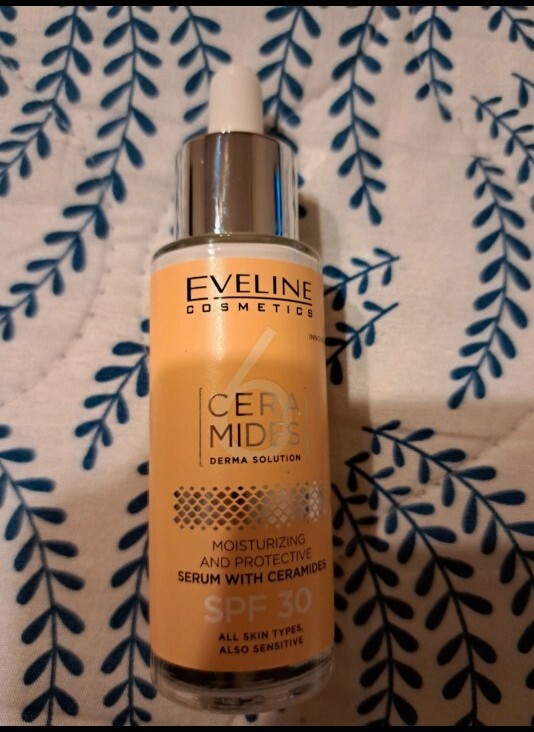 EVELINE
COSMETICS
6
CERA
MIDES
DERMA SOLUTION
MOISTURIZING
AND PROTECTIVE
SERUM WITH CERAMIDES
SPF 30
ALL SKIN TYPES,
ALSO SENSITIVE